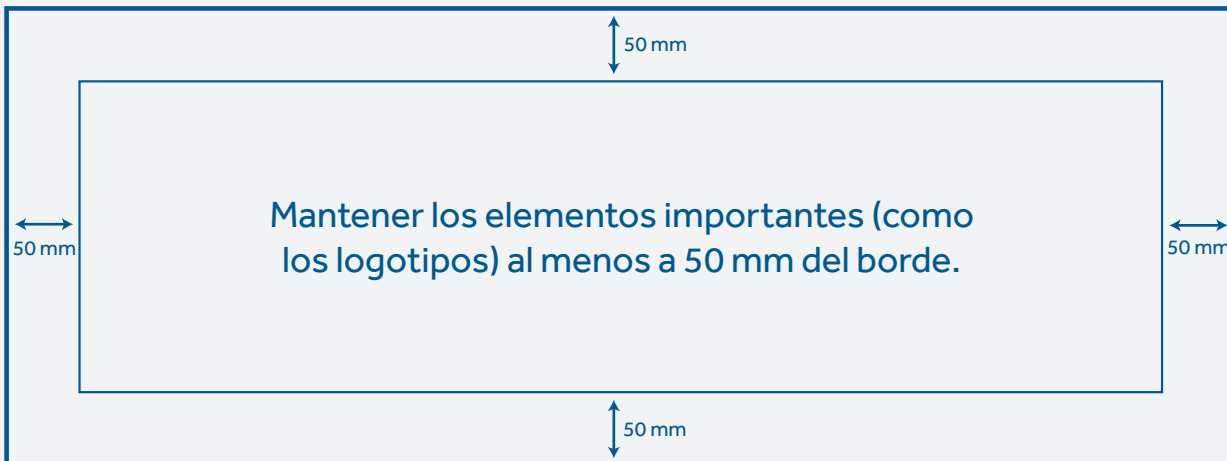 50 mm
Mantener los elementos importantes (como
los logotipos) al menos a 50 mm del borde.
50 mm
50 mm
50 mm